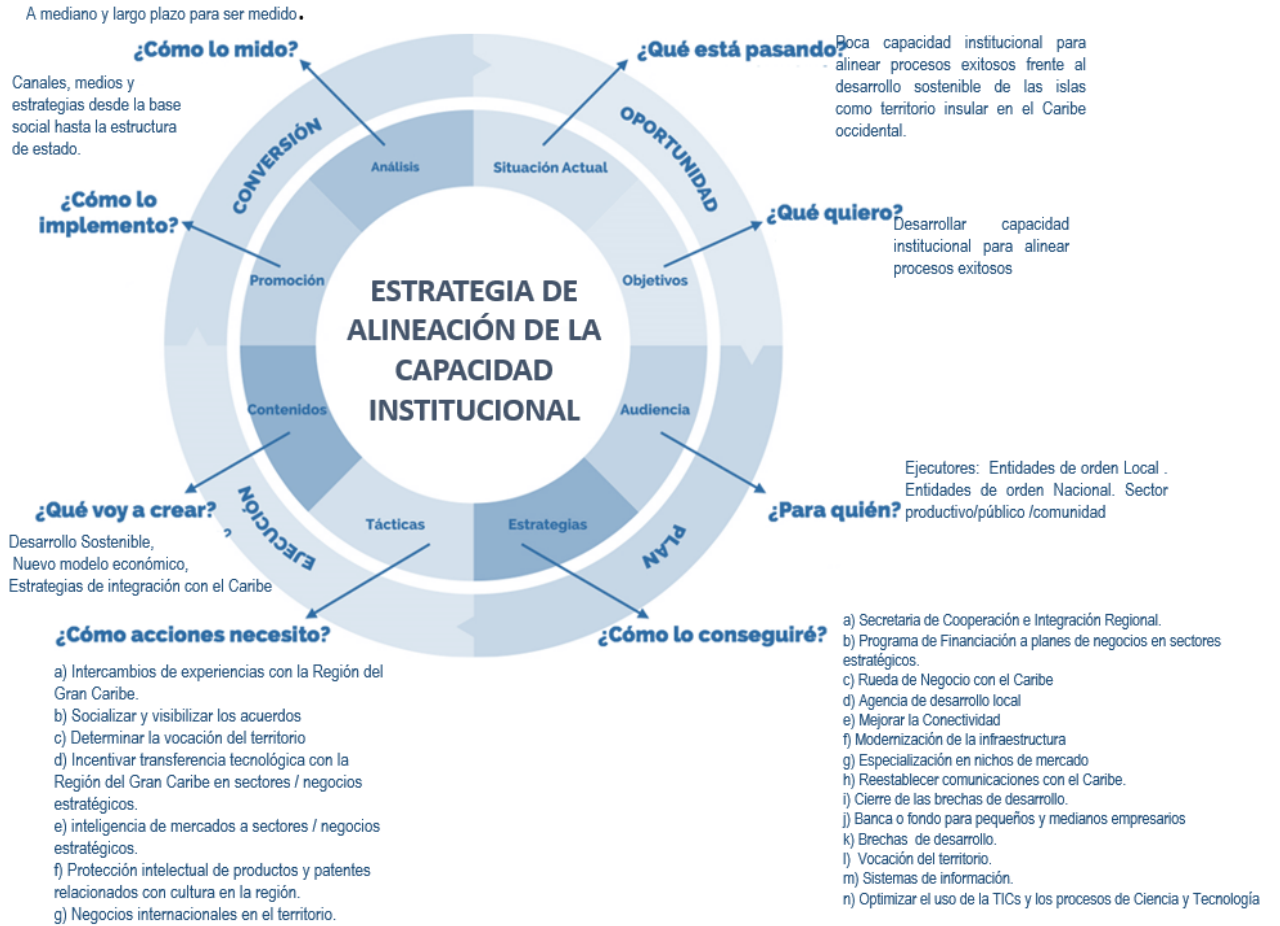 A mediano y largo plazo para ser medido.
¿Cómo lo mido?
Canales, medios y
estrategias desde la base
social hasta la estructura
de estado.
¿Cómo lo
implemento?
¿Qué está pasando?
Poca capacidad institucional para
alinear procesos exitosos frente al
desarrollo sostenible de las islas
como territorio insular en el Caribe
occidental.
¿Qué quiero?
Desarrollar capacidad
institucional para alinear
procesos exitosos
CONVERSIÓN
OPORTUNIDAD
Análisis
Situación Actual
Promoción
Objetivos
ESTRATEGIA DE
ALINEACIÓN DE LA
CAPACIDAD
INSTITUCIONAL
Contenidos
Audiencia
Tácticas
Estrategias
EJECUCIÓN
PLAN
Ejecutores: Entidades de orden Local .
Entidades de orden Nacional. Sector
productivo/público /comunidad
¿Para quién?
¿Qué voy a crear?
?
Desarrollo Sostenible,
Nuevo modelo económico,
Estrategias de integración con el Caribe
¿Cómo acciones necesito?
a) Intercambios de experiencias con la Región del
Gran Caribe.
b) Socializar y visibilizar los acuerdos
c) Determinar la vocación del territorio
d) Incentivar transferencia tecnológica con la
Región del Gran Caribe en sectores / negocios
estratégicos.
e) inteligencia de mercados a sectores / negocios
estratégicos.
f) Protección intelectual de productos y patentes
relacionados con cultura en la región.
g) Negocios internacionales en el territorio.
¿Cómo lo conseguiré?
a) Secretaria de Cooperación e Integración Regional.
b) Programa de Financiación a planes de negocios en sectores
estratégicos.
c) Rueda de Negocio con el Caribe
d) Agencia de desarrollo local
e) Mejorar la Conectividad
f) Modernización de la infraestructura
g) Especialización en nichos de mercado
h) Reestablecer comunicaciones con el Caribe.
i) Cierre de las brechas de desarrollo.
j) Banca o fondo para pequeños y medianos empresarios
k) Brechas de desarrollo.
l) Vocación del territorio.
m) Sistemas de información.
n) Optimizar el uso de la TICs y los procesos de Ciencia y Tecnología